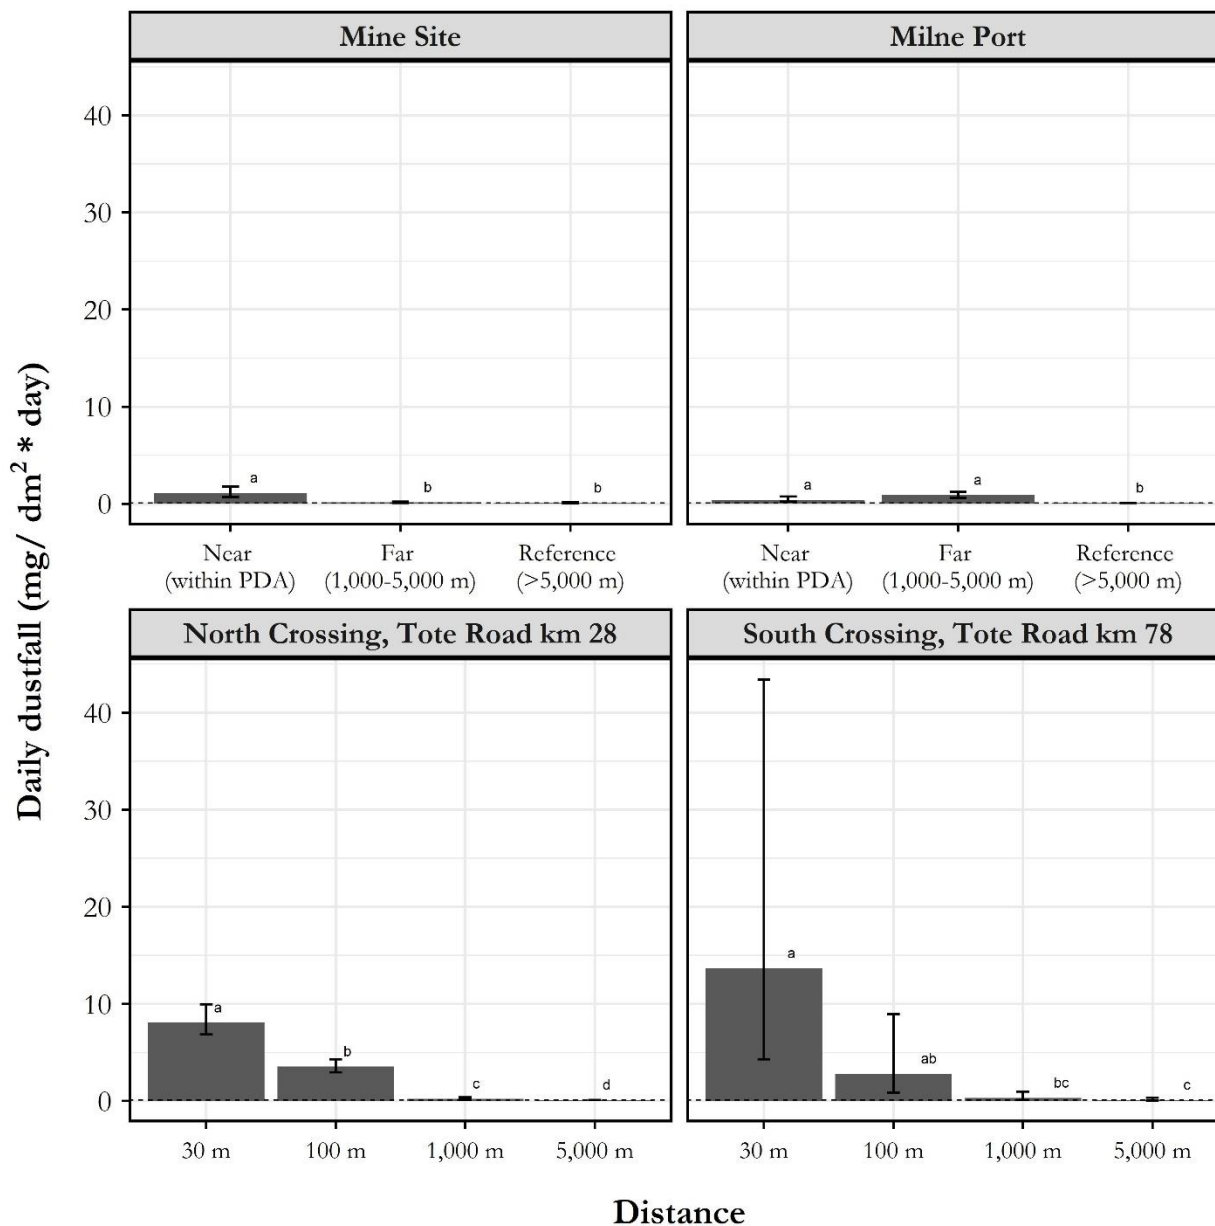 Mine Site
Milne Port
Daily dustfall (mg/ dm² * day)
40
30
20
10
0
a
b
b
a
a
b
Near
(within PDA)
Far
(1,000-5,000 m)
Reference
(>5,000 m)
Near
(within PDA)
Far
(1,000-5,000 m)
Reference
(>5,000 m)
North Crossing, Tote Road km 28
South Crossing, Tote Road km 78
40
30
20
10
0
a
b
c
d
a
ab
bc
c
30 m
100 m
1,000 m
5,000 m
30 m
100 m
1,000 m
5,000 m
Distance